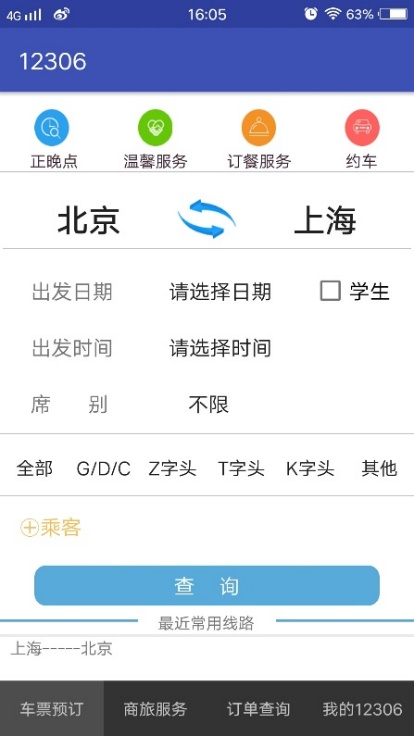 4G 16:05 63%
12306
正晚点 温馨服务 订餐服务 约车
北京 上海
出发日期 请选择日期 学生
出发时间 请选择时间
席 别 不限
全部 G/D/C Z字头 T字头 K字头 其他
乘客
查 询
最近常用线路
上海-----北京
车票预订 商旅服务 订单查询 我的12306